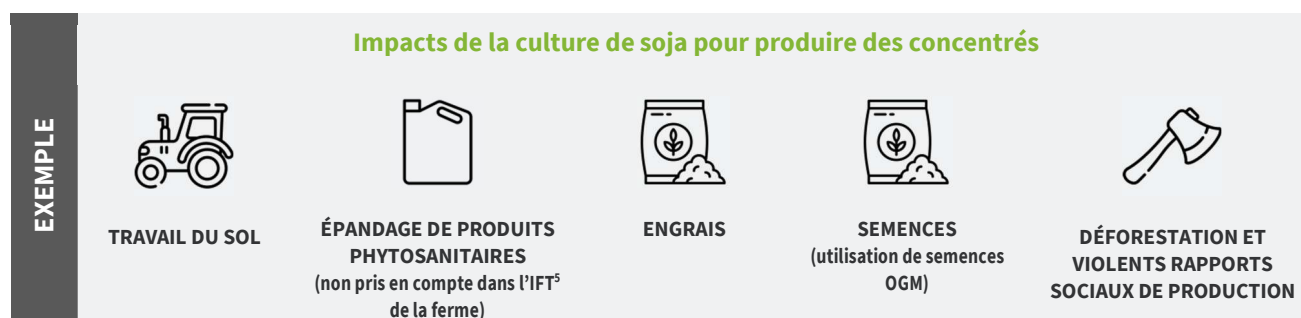 EXEMPLE
Impacts de la culture de soja pour produire des concentrés
TRAVAIL DU SOL
ÉPANDAGE DE PRODUITS
PHYTOSANITAIRES
(non pris en compte dans l'IFT⁵
de la ferme)
ENGRAIS
SEMENCES
(utilisation de semences
OGM)
DÉFORESTATION ET
VIOLENTS RAPPORTS
SOCIAUX DE PRODUCTION